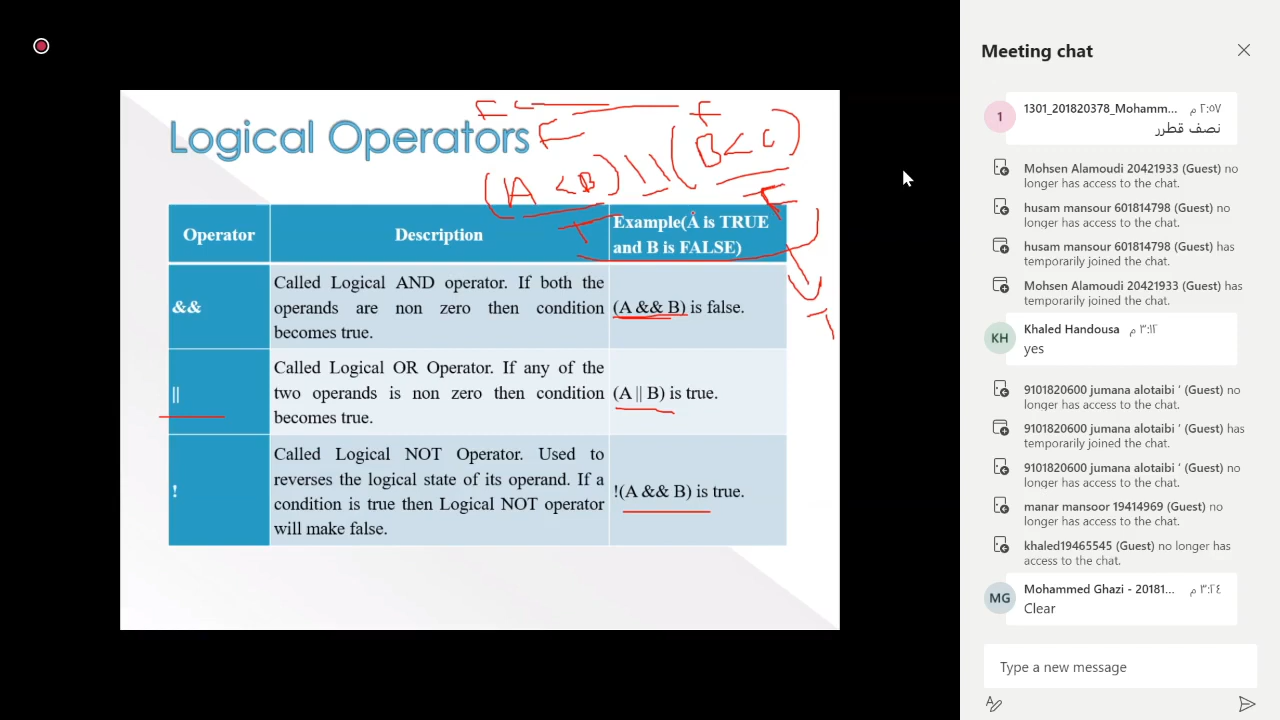 Logical Operators
F F
F
(A <B) || (B<C)
T F
T
Operator
Description
Example(A is TRUE
and B is FALSE)
&&
Called Logical AND operator. If both the
operands are non zero then condition
becomes true.
(A && B) is false.
||
Called Logical OR Operator. If any of the
two operands is non zero then condition
becomes true.
(A || B) is true.
!
Called Logical NOT Operator. Used to
reverses the logical state of its operand. If a
condition is true then Logical NOT operator
will make false.
!(A && B) is true.
Meeting chat
1
1301_201820378_Mohamm... ٢:٥٧ م
نصف قطرر
Mohsen Alamoudi 20421933 (Guest) no
longer has access to the chat.
husam mansour 601814798 (Guest) no
longer has access to the chat.
husam mansour 601814798 (Guest) has
temporarily joined the chat.
Mohsen Alamoudi 20421933 (Guest) has
temporarily joined the chat.
KH
Khaled Handousa ٣:١٢ م
yes
9101820600 jumana alotaibi ' (Guest) no
longer has access to the chat.
9101820600 jumana alotaibi ' (Guest) has
temporarily joined the chat.
9101820600 jumana alotaibi ' (Guest) no
longer has access to the chat.
manar mansoor 19414969 (Guest) no
longer has access to the chat.
khaled19465545 (Guest) no longer has
access to the chat.
MG
Mohammed Ghazi - 20181... ٣:٢٤ م
Clear
Type a new message